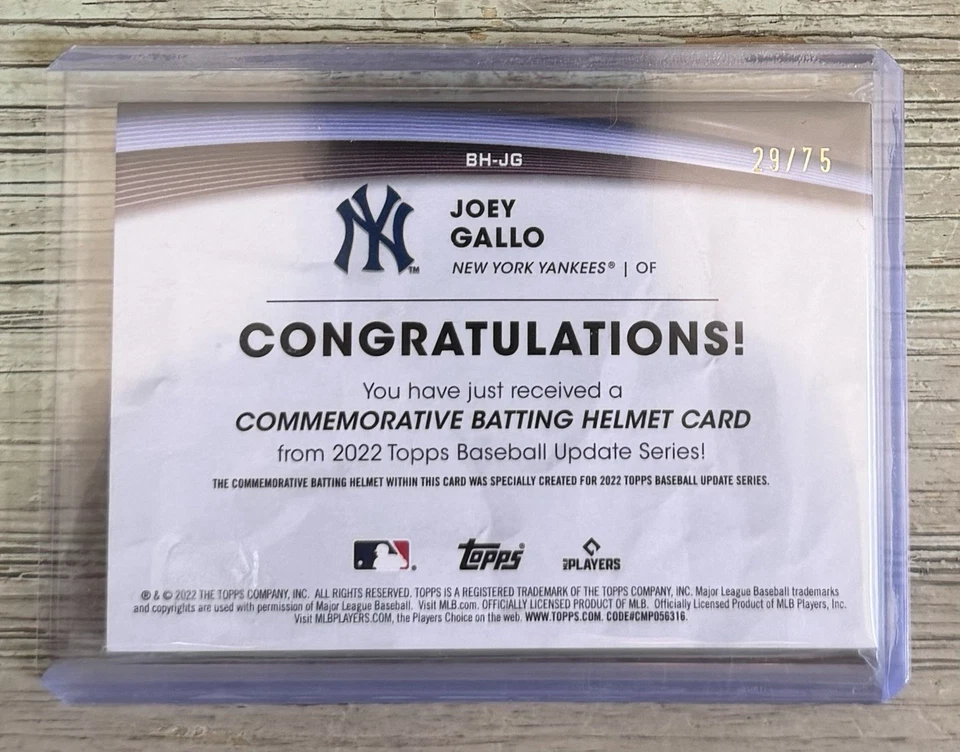 BH-JG
29/75
NY TM
JOEY
GALLO
NEW YORK YANKEES® | OF
CONGRATULATIONS!
You have just received a
COMMEMORATIVE BATTING HELMET CARD
from 2022 Topps Baseball Update Series!
THE COMMEMORATIVE BATTING HELMET WITHIN THIS CARD WAS SPECIALLY CREATED FOR 2022 TOPPS BASEBALL UPDATE SERIES.
topps® MLB PLAYERS
® & © 2022 THE TOPPS COMPANY, INC. ALL RIGHTS RESERVED. TOPPS IS A REGISTERED TRADEMARK OF THE TOPPS COMPANY, INC. Major League Baseball trademarks
and copyrights are used with permission of Major League Baseball. Visit MLB.com. OFFICIALLY LICENSED PRODUCT OF MLB. Officially Licensed Product of MLB Players, Inc.
Visit MLBPLAYERS.COM, the Players Choice on the web. WWW.TOPPS.COM. CODE#CMP056316.